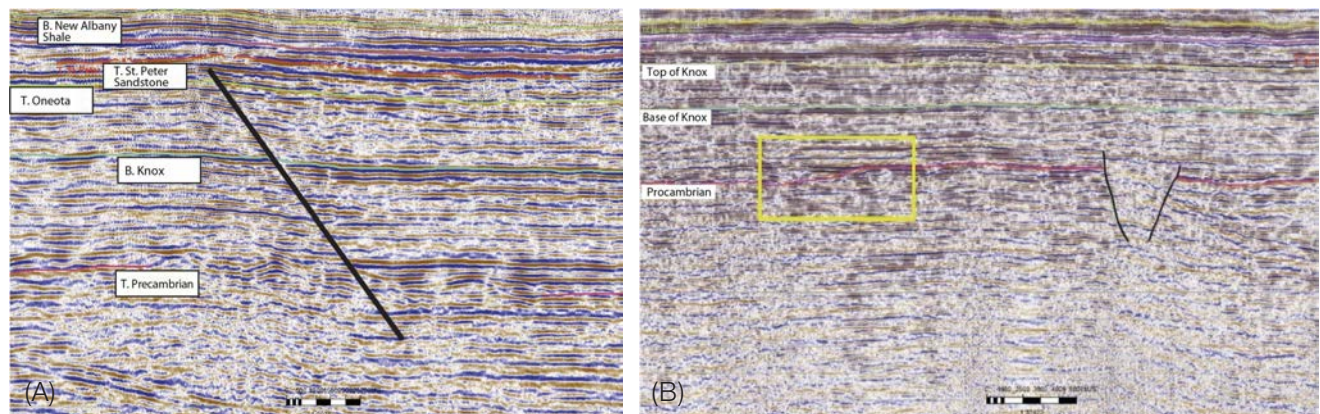 B. New Albany
Shale
T. St. Peter
Sandstone
T. Oneota
B. Knox
T. Precambrian
(A)
Top of Knox
Base of Knox
Procambrian
(B)